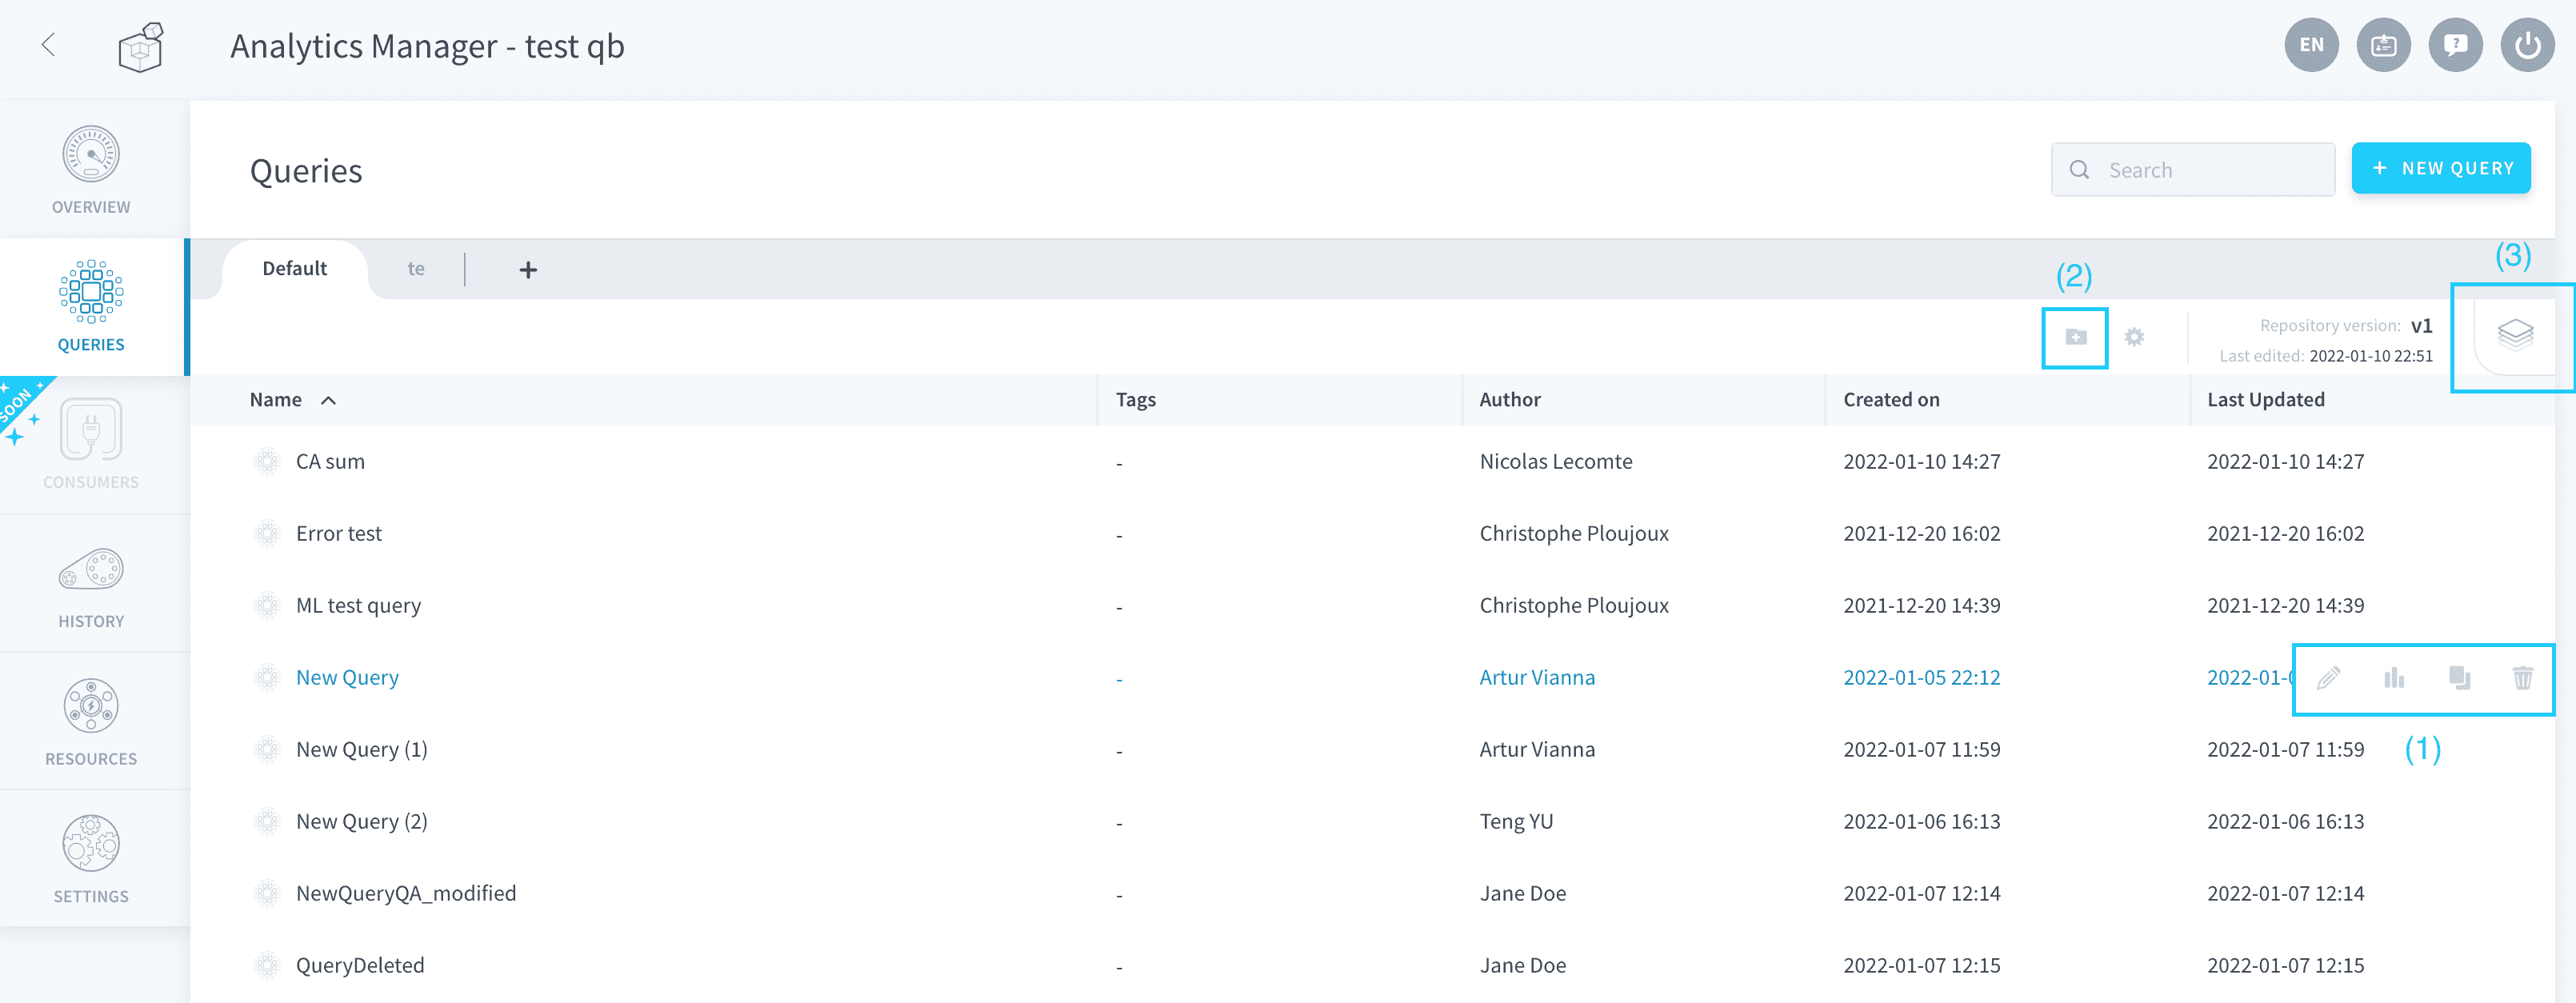 Analytics Manager - test qb
EN
OVERVIEW
QUERIES
SOON
CONSUMERS
HISTORY
RESOURCES
SETTINGS
Queries
Search
+ NEW QUERY
Default te +
(2)
(3)
Repository version: v1
Last edited: 2022-01-10 22:51
Name Tags Author Created on Last Updated
CA sum - Nicolas Lecomte 2022-01-10 14:27 2022-01-10 14:27
Error test - Christophe Ploujoux 2021-12-20 16:02 2021-12-20 16:02
ML test query - Christophe Ploujoux 2021-12-20 14:39 2021-12-20 14:39
New Query - Artur Vianna 2022-01-05 22:12 2022-01-0
New Query (1) - Artur Vianna 2022-01-07 11:59 2022-01-07 11:59
(1)
New Query (2) - Teng YU 2022-01-06 16:13 2022-01-06 16:13
NewQueryQA_modified - Jane Doe 2022-01-07 12:14 2022-01-07 12:14
QueryDeleted - Jane Doe 2022-01-07 12:15 2022-01-07 12:15